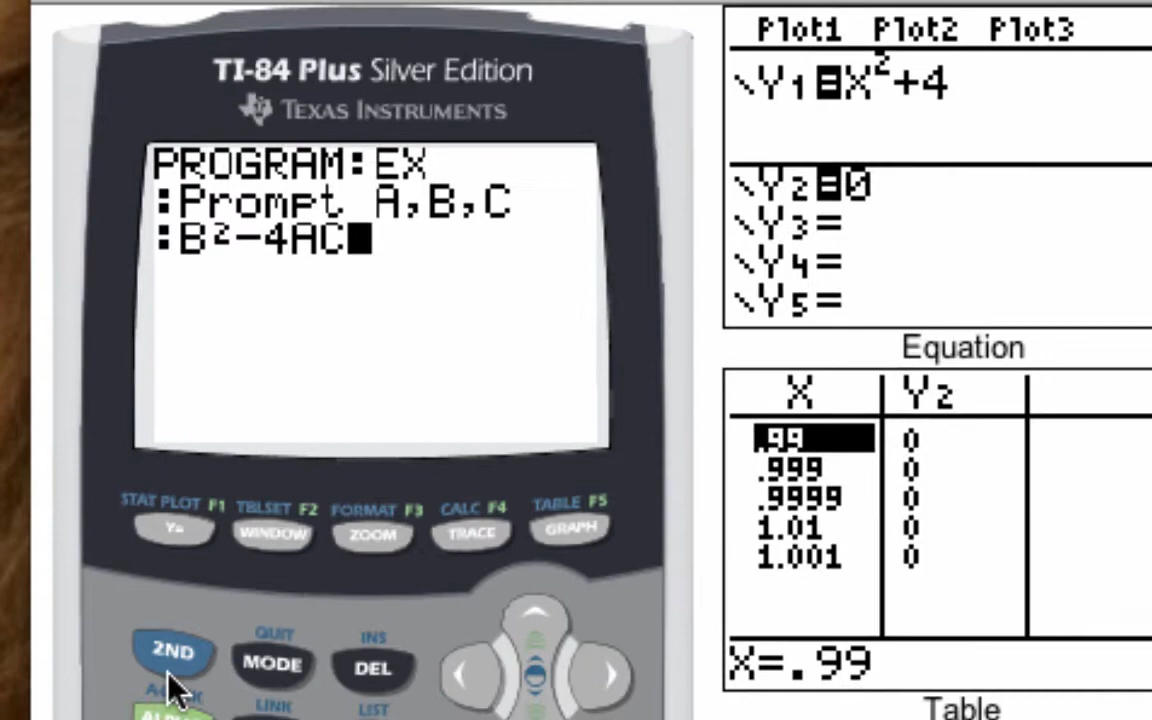 TI-84 Plus Silver Edition
TEXAS INSTRUMENTS
PROGRAM:EX
:Prompt A,B,C
:B²-4AC
STAT PLOT F1 TBLSET F2 FORMAT F3 CALC F4 TABLE F5
Y= WINDOW ZOOM TRACE GRAPH
QUIT INS
2ND MODE DEL
LINK LIST
ALPHA
Plot1 Plot2 Plot3
\Y1=X²+4
\Y2=0
\Y3=
\Y4=
\Y5=
Equation
X Y2
.99 0
.999 0
.9999 0
1.01 0
1.001 0
X=.99
Table